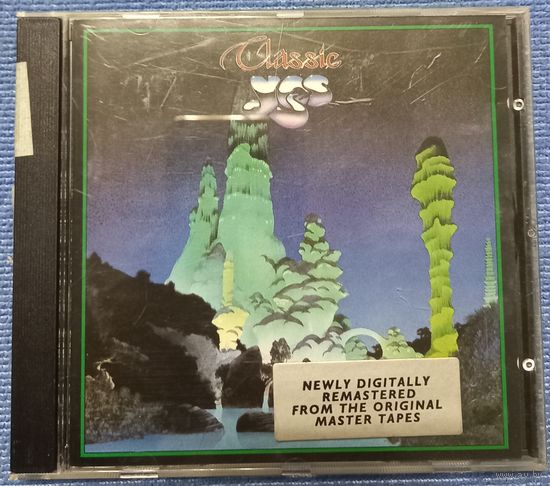 Classic
YES
NEWLY DIGITALLY
REMASTERED
FROM THE ORIGINAL
MASTER TAPES